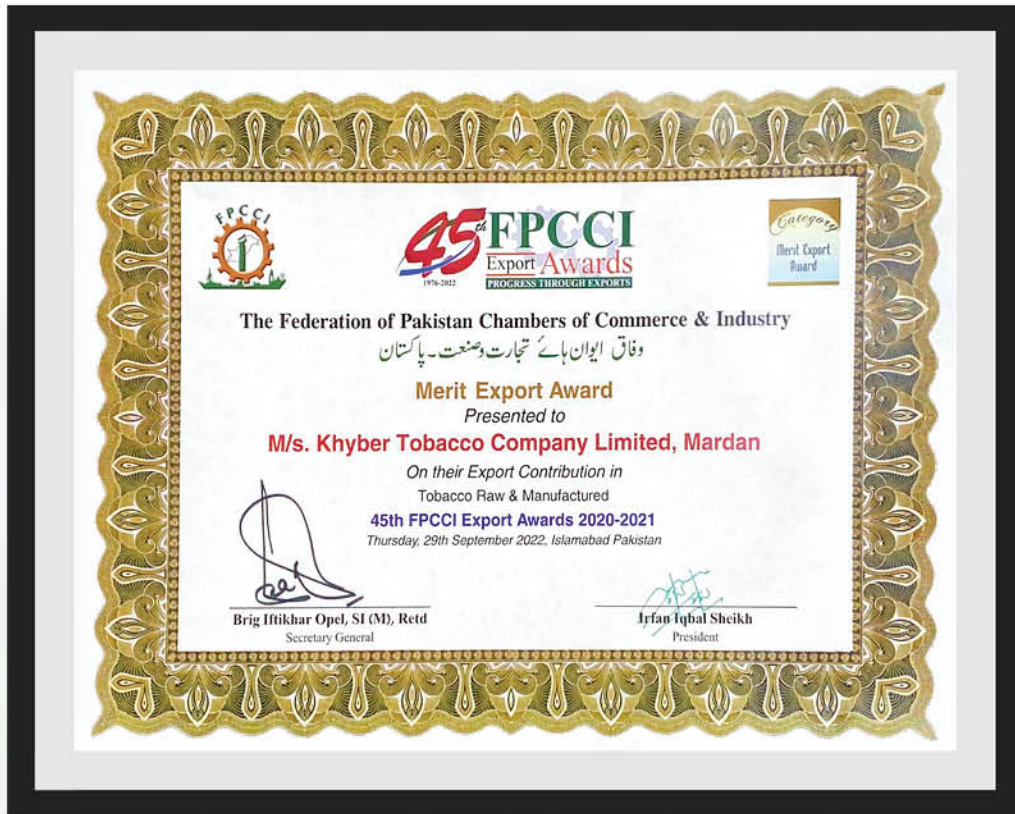 FPCCI
45th FPCCI
Export Awards
1976-2022
PROGRESS THROUGH EXPORTS
Category
Merit Export
Award
The Federation of Pakistan Chambers of Commerce & Industry
وفاق ایوان ہائے تجارت وصنعت۔ پاکستان
Merit Export Award
Presented to
M/s. Khyber Tobacco Company Limited, Mardan
On their Export Contribution in
Tobacco Raw & Manufactured
45th FPCCI Export Awards 2020-2021
Thursday, 29th September 2022, Islamabad Pakistan
Brig Iftikhar Opel, SI (M), Retd
Secretary General
Irfan Iqbal Sheikh
President